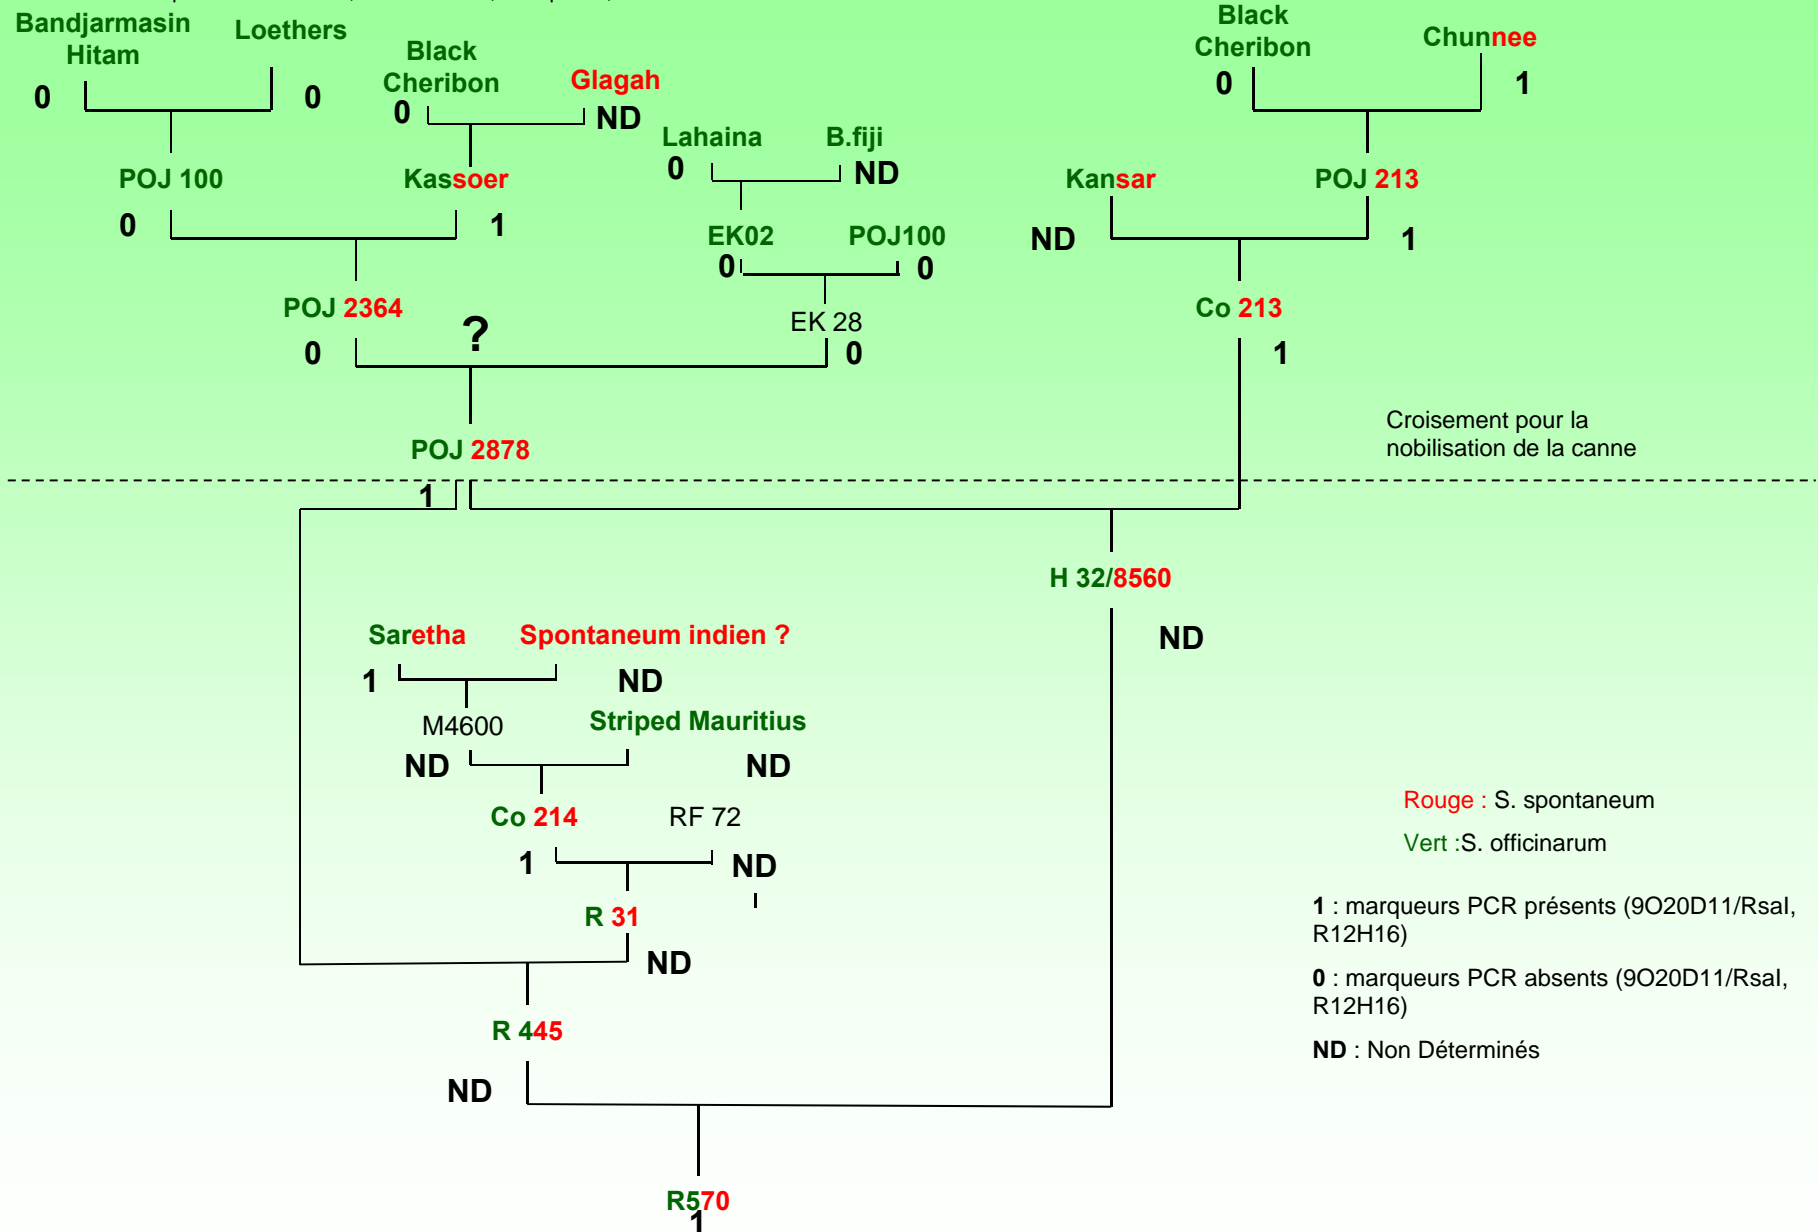 Bandjarmasin
Hitam
Loethers
Black
Cheribon
Glagah
Black
Cheribon
Chunnee
0
0
0
ND
0
1
Lahaina
B.fiji
0
ND
POJ 100
Kassoer
Kansar
POJ 213
0
1
EK02
POJ100
ND
1
0
0
POJ 2364
?
EK 28
Co 213
0
0
1
Croisement pour la
nobilisation de la canne
POJ 2878
1
H 32/8560
ND
Saretha
Spontaneum indien ?
1
ND
M4600
Striped Mauritius
ND
ND
Co 214
RF 72
1
ND
R 31
ND
R 445
ND
R570
1
Rouge : S. spontaneum
Vert :S. officinarum
1 : marqueurs PCR présents (9O20D11/RsaI,
R12H16)
0 : marqueurs PCR absents (9O20D11/RsaI,
R12H16)
ND : Non Déterminés